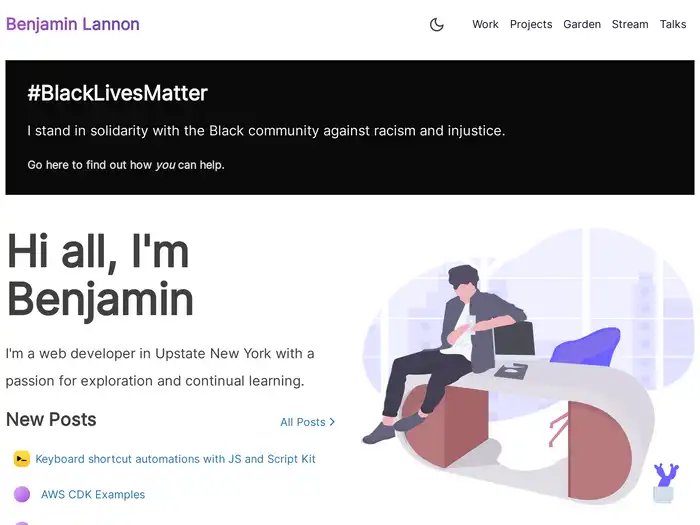 Benjamin Lannon
Work Projects Garden Stream Talks
#BlackLivesMatter
I stand in solidarity with the Black community against racism and injustice.
Go here to find out how you can help.
Hi all, I'm
Benjamin
I'm a web developer in Upstate New York with a
passion for exploration and continual learning.
New Posts
All Posts
Keyboard shortcut automations with JS and Script Kit
AWS CDK Examples